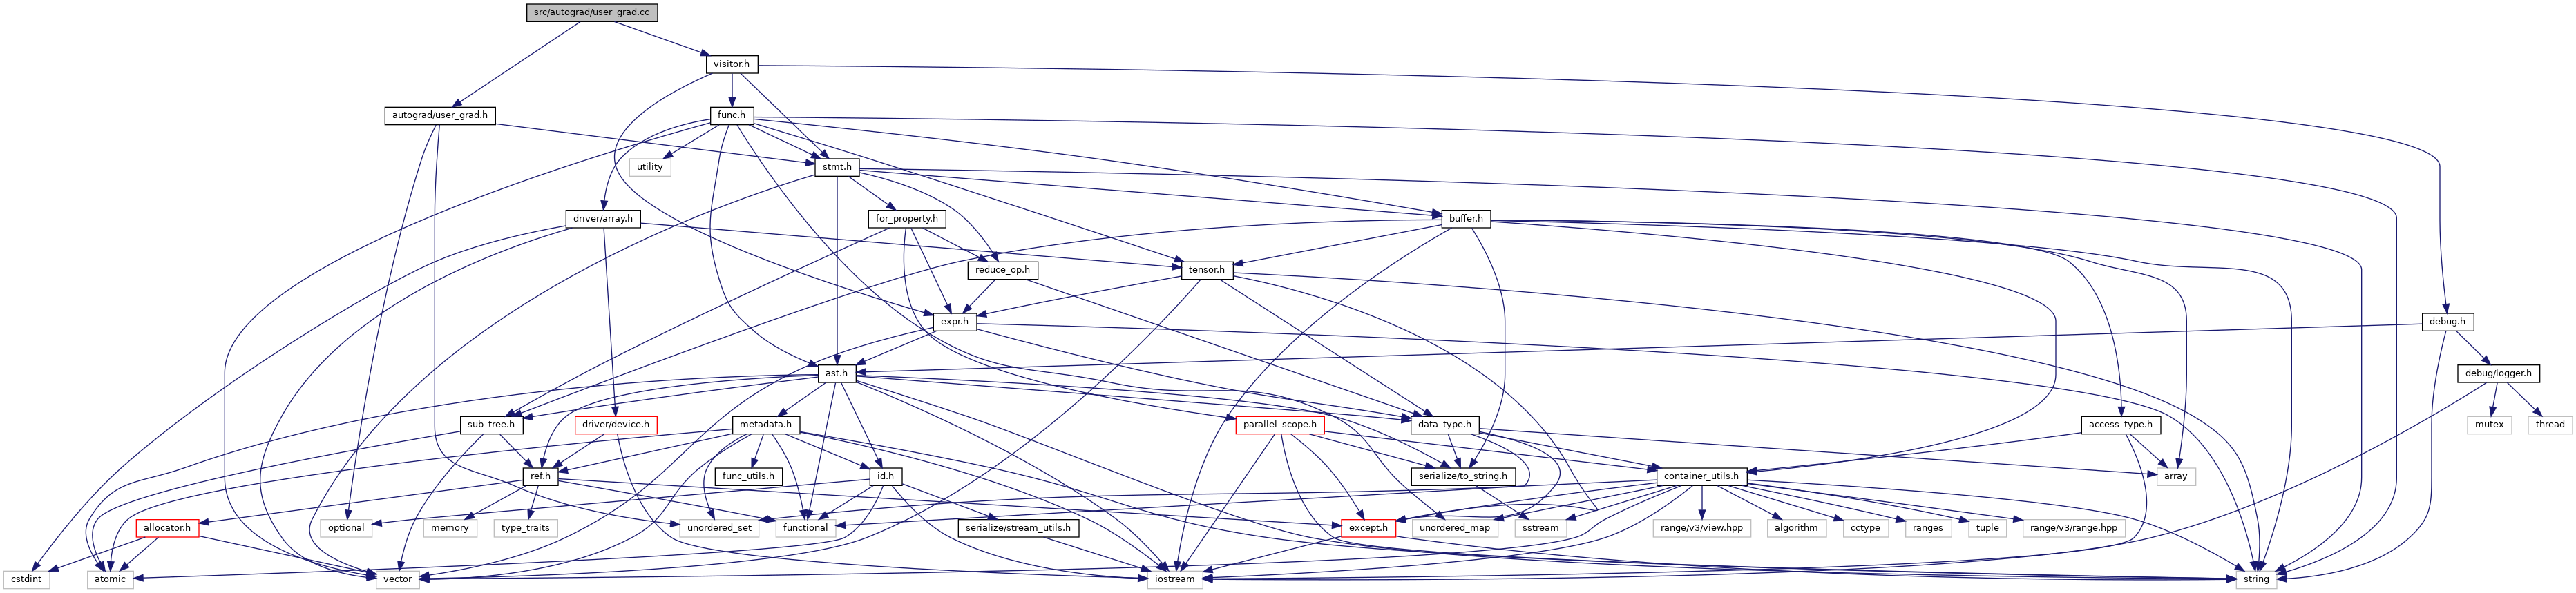 src/autograd/user_grad.cc
visitor.h
autograd/user_grad.h
func.h
utility
stmt.h
driver/array.h
for_property.h
buffer.h
reduce_op.h
tensor.h
expr.h
debug.h
ast.h
debug/logger.h
sub_tree.h
driver/device.h
metadata.h
parallel_scope.h
data_type.h
access_type.h
mutex
thread
ref.h
func_utils.h
id.h
serialize/to_string.h
container_utils.h
array
allocator.h
optional
memory
type_traits
unordered_set
functional
serialize/stream_utils.h
except.h
unordered_map
sstream
range/v3/view.hpp
algorithm
cctype
ranges
tuple
range/v3/range.hpp
cstdint
atomic
vector
iostream
string